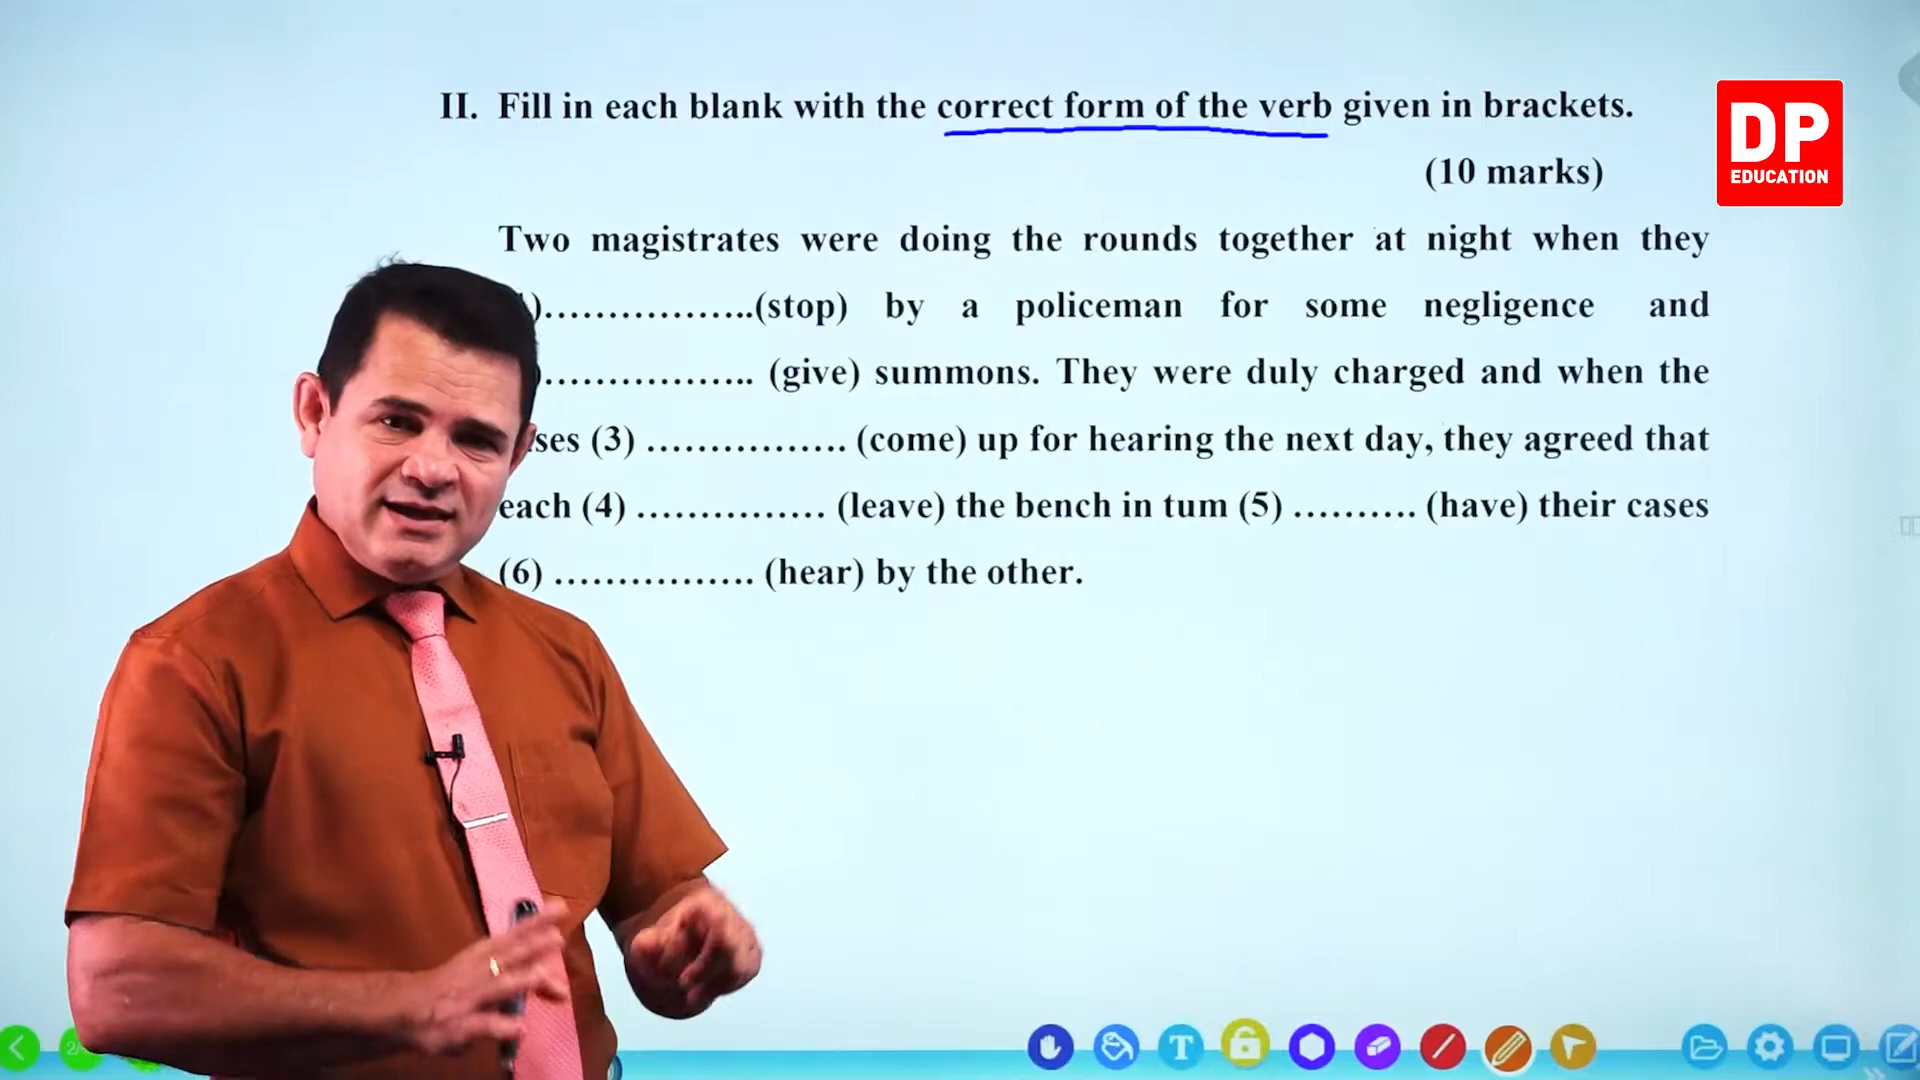 II. Fill in each blank with the correct form of the verb given in brackets.
(10 marks)
DP
EDUCATION
Two magistrates were doing the rounds together at night when they
)………………..(stop) by a policeman for some negligence and
)……………….. (give) summons. They were duly charged and when the
ses (3) ………………. (come) up for hearing the next day, they agreed that
each (4) …………… (leave) the bench in tum (5) ………. (have) their cases
(6) ………………. (hear) by the other.
T